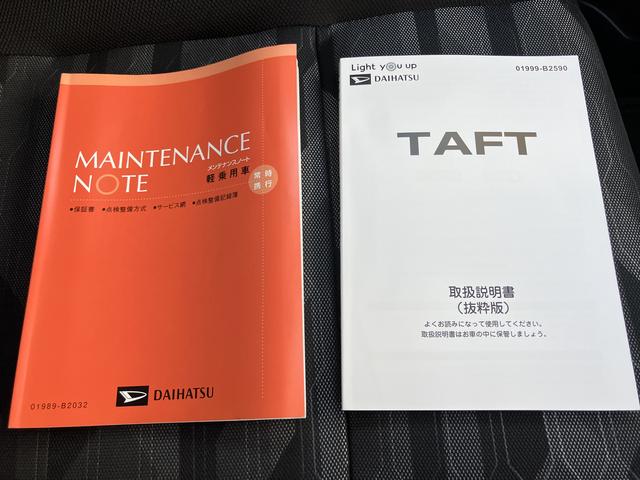 MAINTENANCE
NOTE
メンテナンスノート
軽乗用車
常時
携行
•保証書 •点検整備方式 •サービス網 •点検整備記録簿
01989-B2032
DAIHATSU
Light you up
DAIHATSU
01999-B2590
TAFT
取扱説明書
（抜粋版）
よくお読みになって使用してください。
取扱説明書はお車の中に保管しましょう。